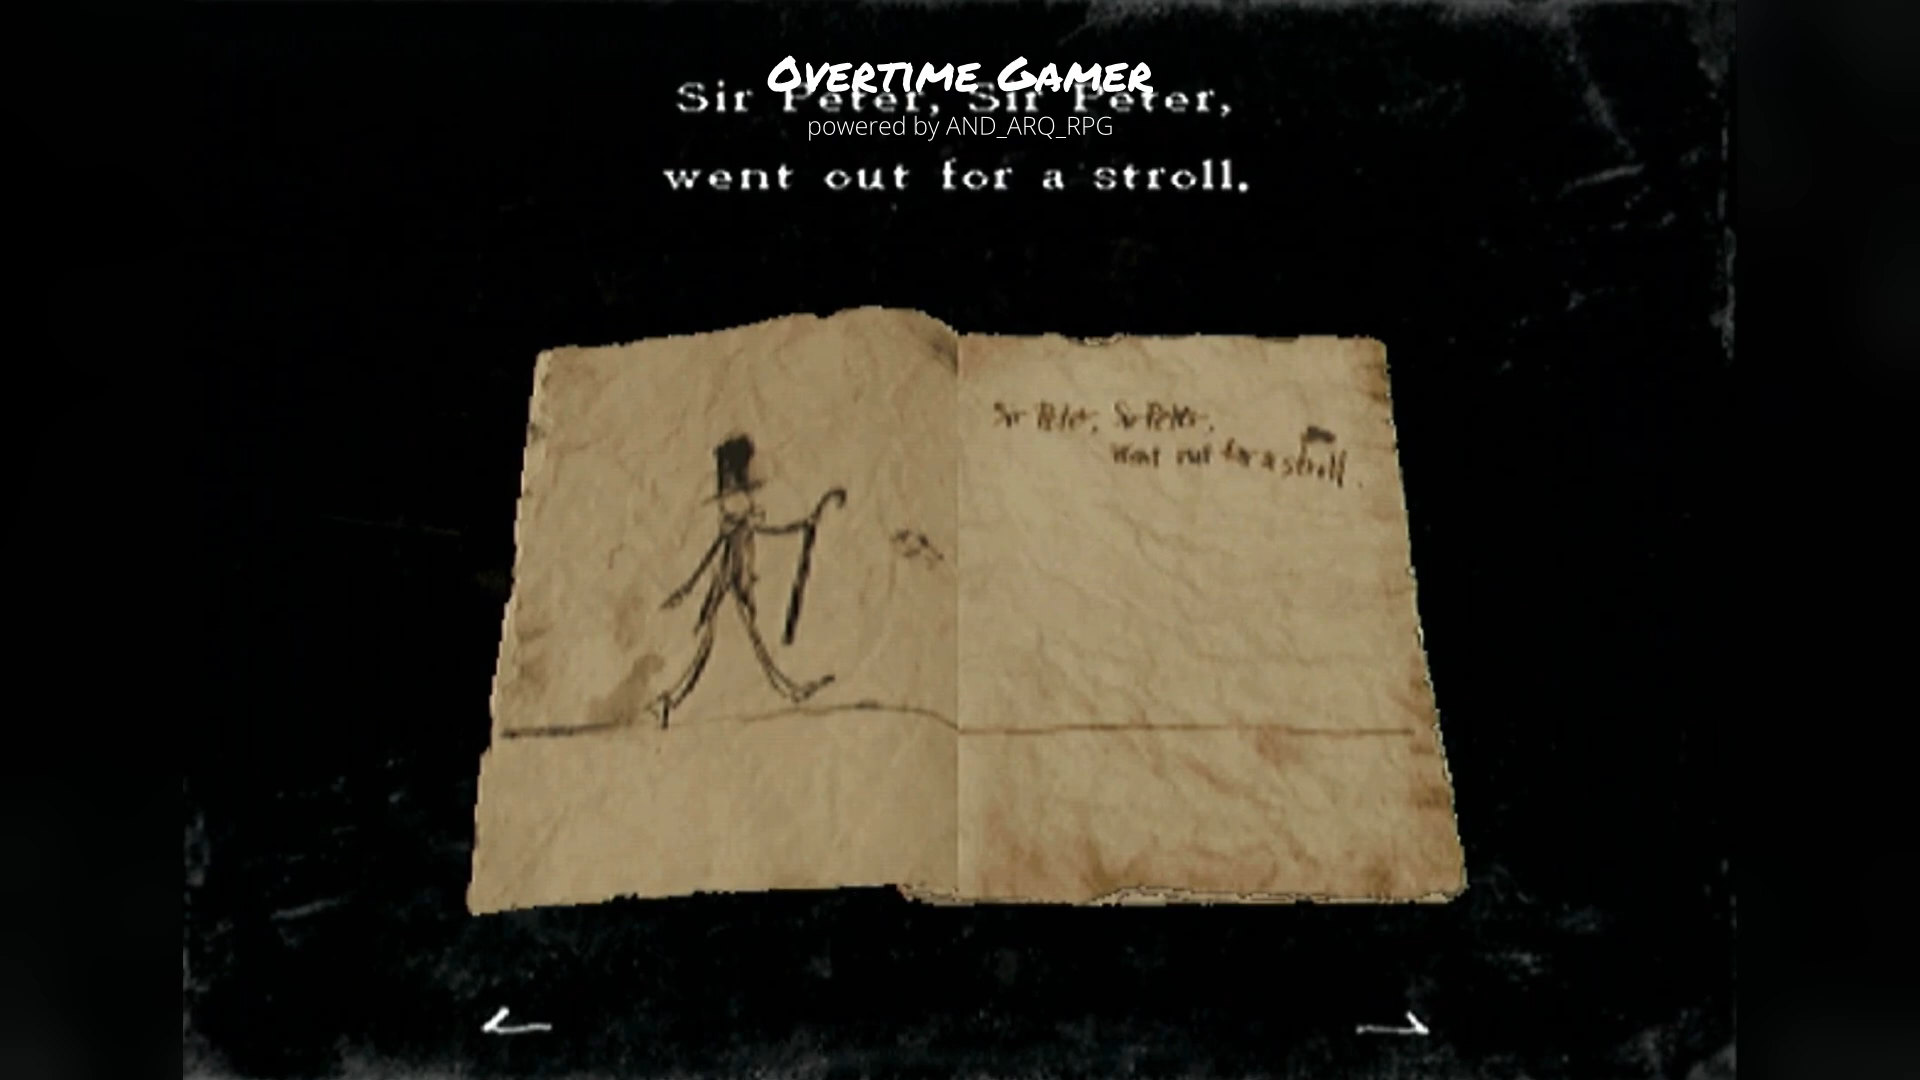 Overtime Gamer
Sir Peter, Sir Peter,
powered by AND_ARQ_RPG
went out for a stroll.
Sir Peter, Sir Peter,
Went out for a stroll.